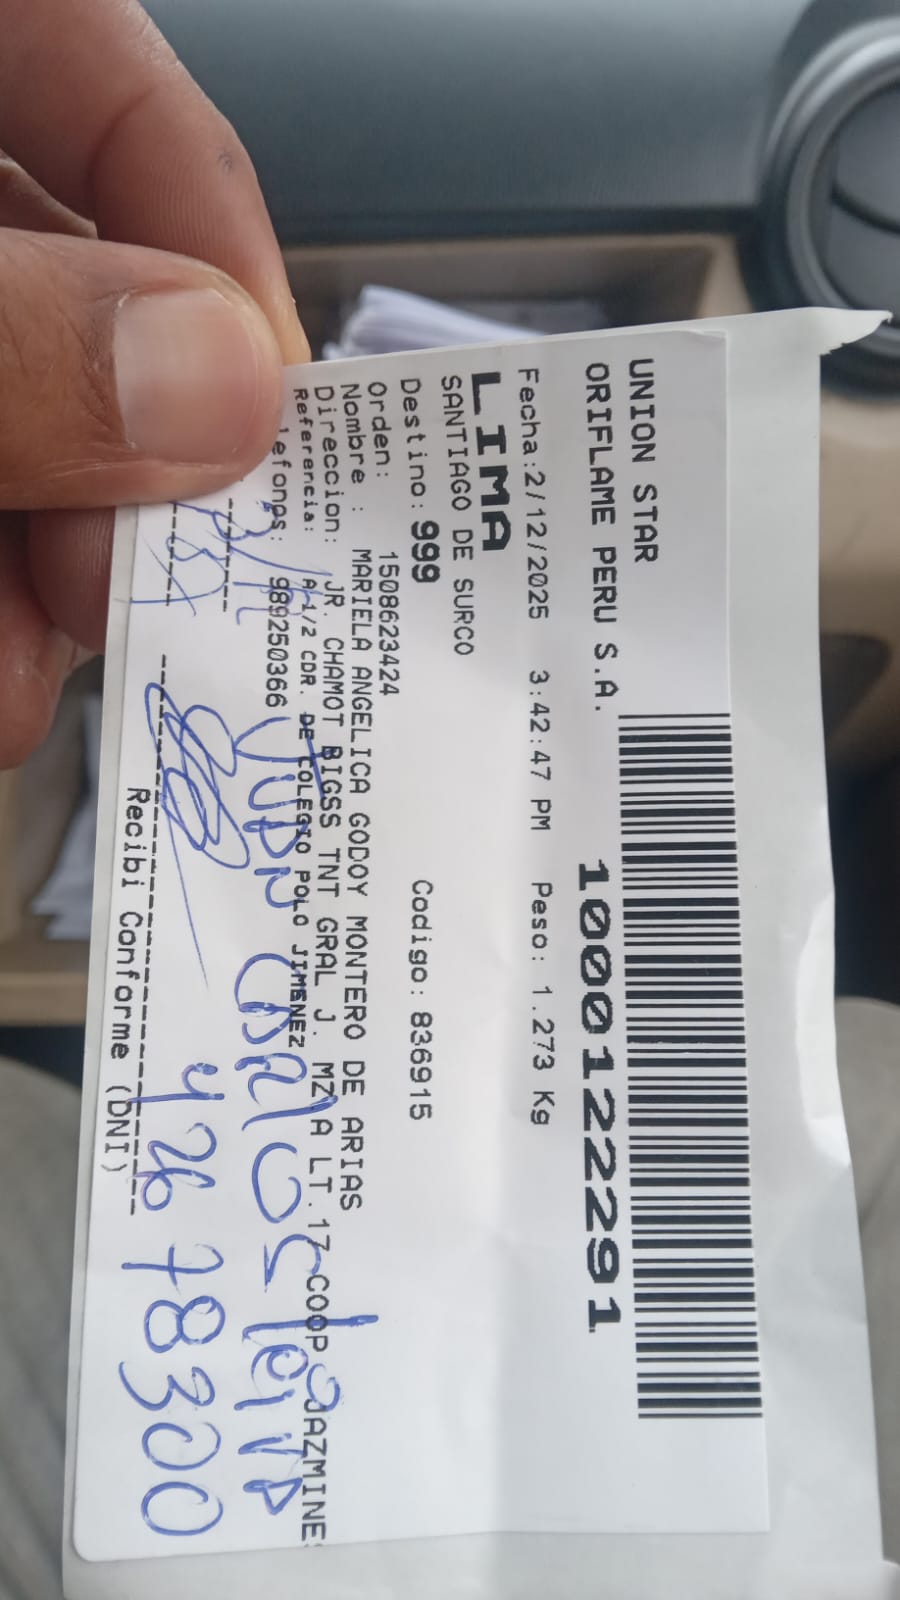 UNION STAR
ORIFLAME PERU S.A. 10001222291
Fecha:2/12/2025 3:42:47 PM Peso: 1.273 Kg
LIMA
SANTIAGO DE SURCO
Destino: 999 Codigo: 836915
Orden: 1508623424
Nombre : MARIELA ANGELICA GODOY MONTERO DE ARIAS
Direccion: JR. CHAMOT BIGSS TNT GRAL J. MZ A LT.17 COOP JAZMINES
Referencia: A 1/2 CDR. DE COLEGIO POLO JIMENEZ
lefonos: 989250366
42678300
Recibi Conforme (DNI)